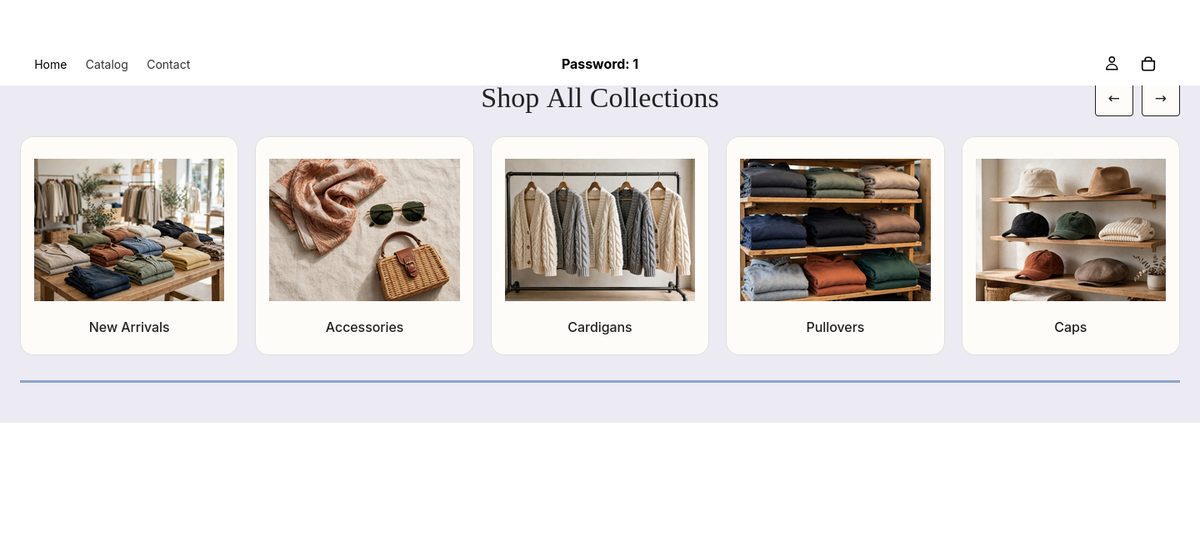 Home Catalog Contact
Password: 1
Shop All Collections
← →
New Arrivals
Accessories
Cardigans
Pullovers
Caps